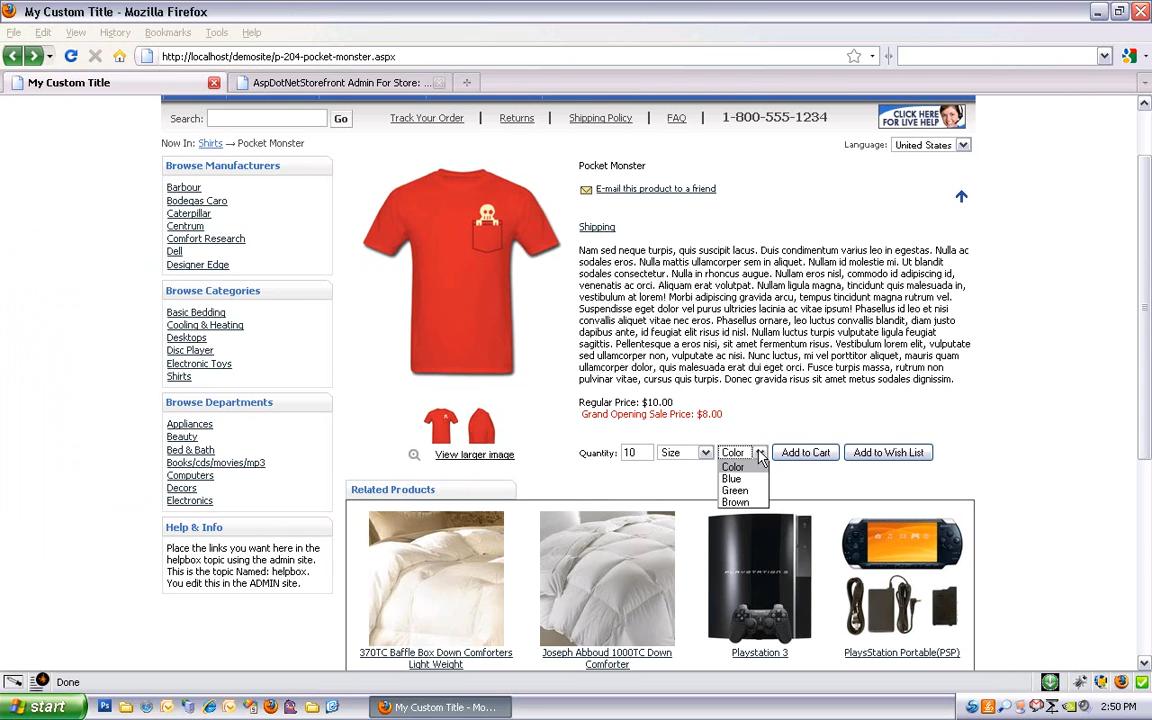 My Custom Title - Mozilla Firefox
File Edit View History Bookmarks Tools Help
http://localhost/demosite/p-204-pocket-monster.aspx
My Custom Title
AspDotNetStorefront Admin For Store: ...
Search: Go
Track Your Order | Returns | Shipping Policy | FAQ | 1-800-555-1234
CLICK HERE FOR LIVE HELP
Now In: Shirts → Pocket Monster
Language: United States
Browse Manufacturers
Barbour
Bodegas Caro
Caterpillar
Centrum
Comfort Research
Dell
Designer Edge
Browse Categories
Basic Bedding
Cooling & Heating
Desktops
Disc Player
Electronic Toys
Shirts
Browse Departments
Appliances
Beauty
Bed & Bath
Books/cds/movies/mp3
Computers
Decors
Electronics
Help & Info
Place the links you want here in the
helpbox topic using the admin site.
This is the topic Named: helpbox.
You edit this in the ADMIN site.
View larger image
Pocket Monster
E-mail this product to a friend
Shipping
Nam sed neque turpis, quis suscipit lacus. Duis condimentum varius leo in egestas. Nulla ac
sodales eros. Nulla mattis ullamcorper sem in aliquet. Nulla id molestie mi. Ut blandit
sodales consectetur. Nulla in rhoncus augue. Nullam eros nisl, commodo id adipiscing id,
venenatis ac orci. Aliquam erat volutpat. Nullam ligula magna, tincidunt quis malesuada in,
vestibulum at lorem! Morbi adipiscing gravida arcu, tempus tincidunt magna rutrum vel.
Suspendisse eget dolor vel purus ultricies lacinia ac vitae ipsum! Phasellus id leo et nisi
convallis aliquam vitae nec eros. Phasellus ornare, leo iaculis blandit, diam justo
dapibus ante, id feugiat elit risus id nisl. Nullam luctus turpis vulputate ligula feugiat
sagittis. Pellentesque a eros nisi, sit amet fermentum risus. Vestibulum lorem elit, vulputate
sed ullamcorper non, vulputate ac nisi. Nunc luctus, mi vel porttitor aliquet, mauris quam
ullamcorper dolor, quis malesuada erat dui eget orci. Fusce turpis massa, rutrum non
pulvinar vitae, cursus quis turpis. Donec gravida risus sit amet metus sodales dignissim.
Regular Price: $10.00
Grand Opening Sale Price: $8.00
Quantity: 10 Size Color Add to Cart Add to Wish List
Color
Blue
Green
Brown
Related Products
PLAYSTATION 3
370TC Baffle Box Down Comforters
Light Weight
Joseph Abboud 1000TC Down
Comforter
Playstation 3
PlayStation Portable(PSP)
Done
start
My Custom Title - Mo...
2:50 PM